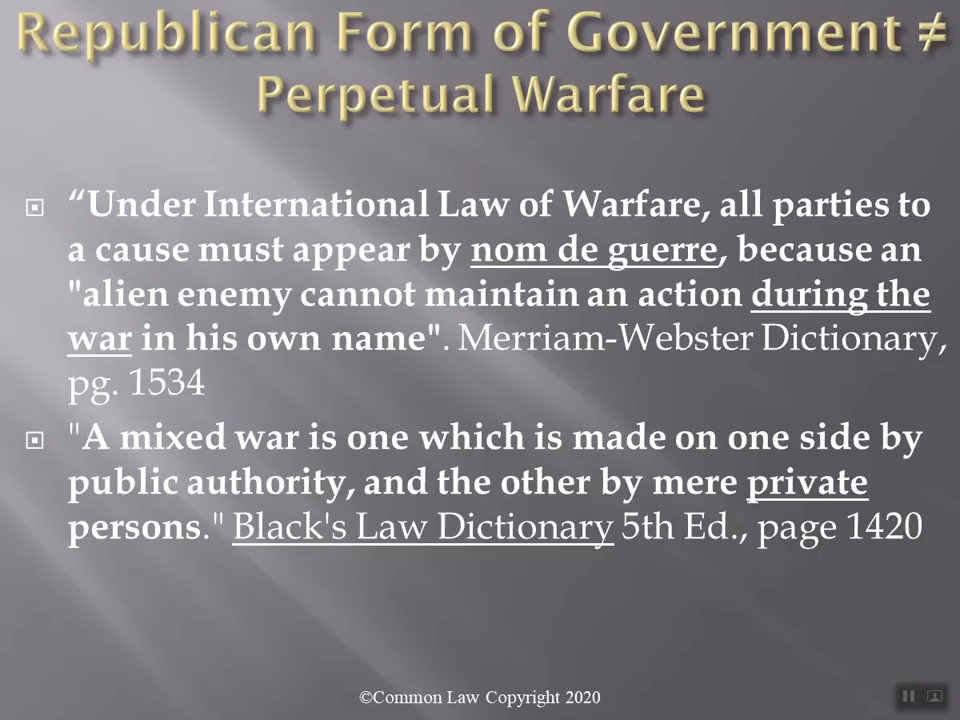 Republican Form of Government ≠
Perpetual Warfare
“Under International Law of Warfare, all parties to
a cause must appear by nom de guerre, because an
"alien enemy cannot maintain an action during the
war in his own name". Merriam-Webster Dictionary,
pg. 1534
"A mixed war is one which is made on one side by
public authority, and the other by mere private
persons." Black's Law Dictionary 5th Ed., page 1420
©Common Law Copyright 2020